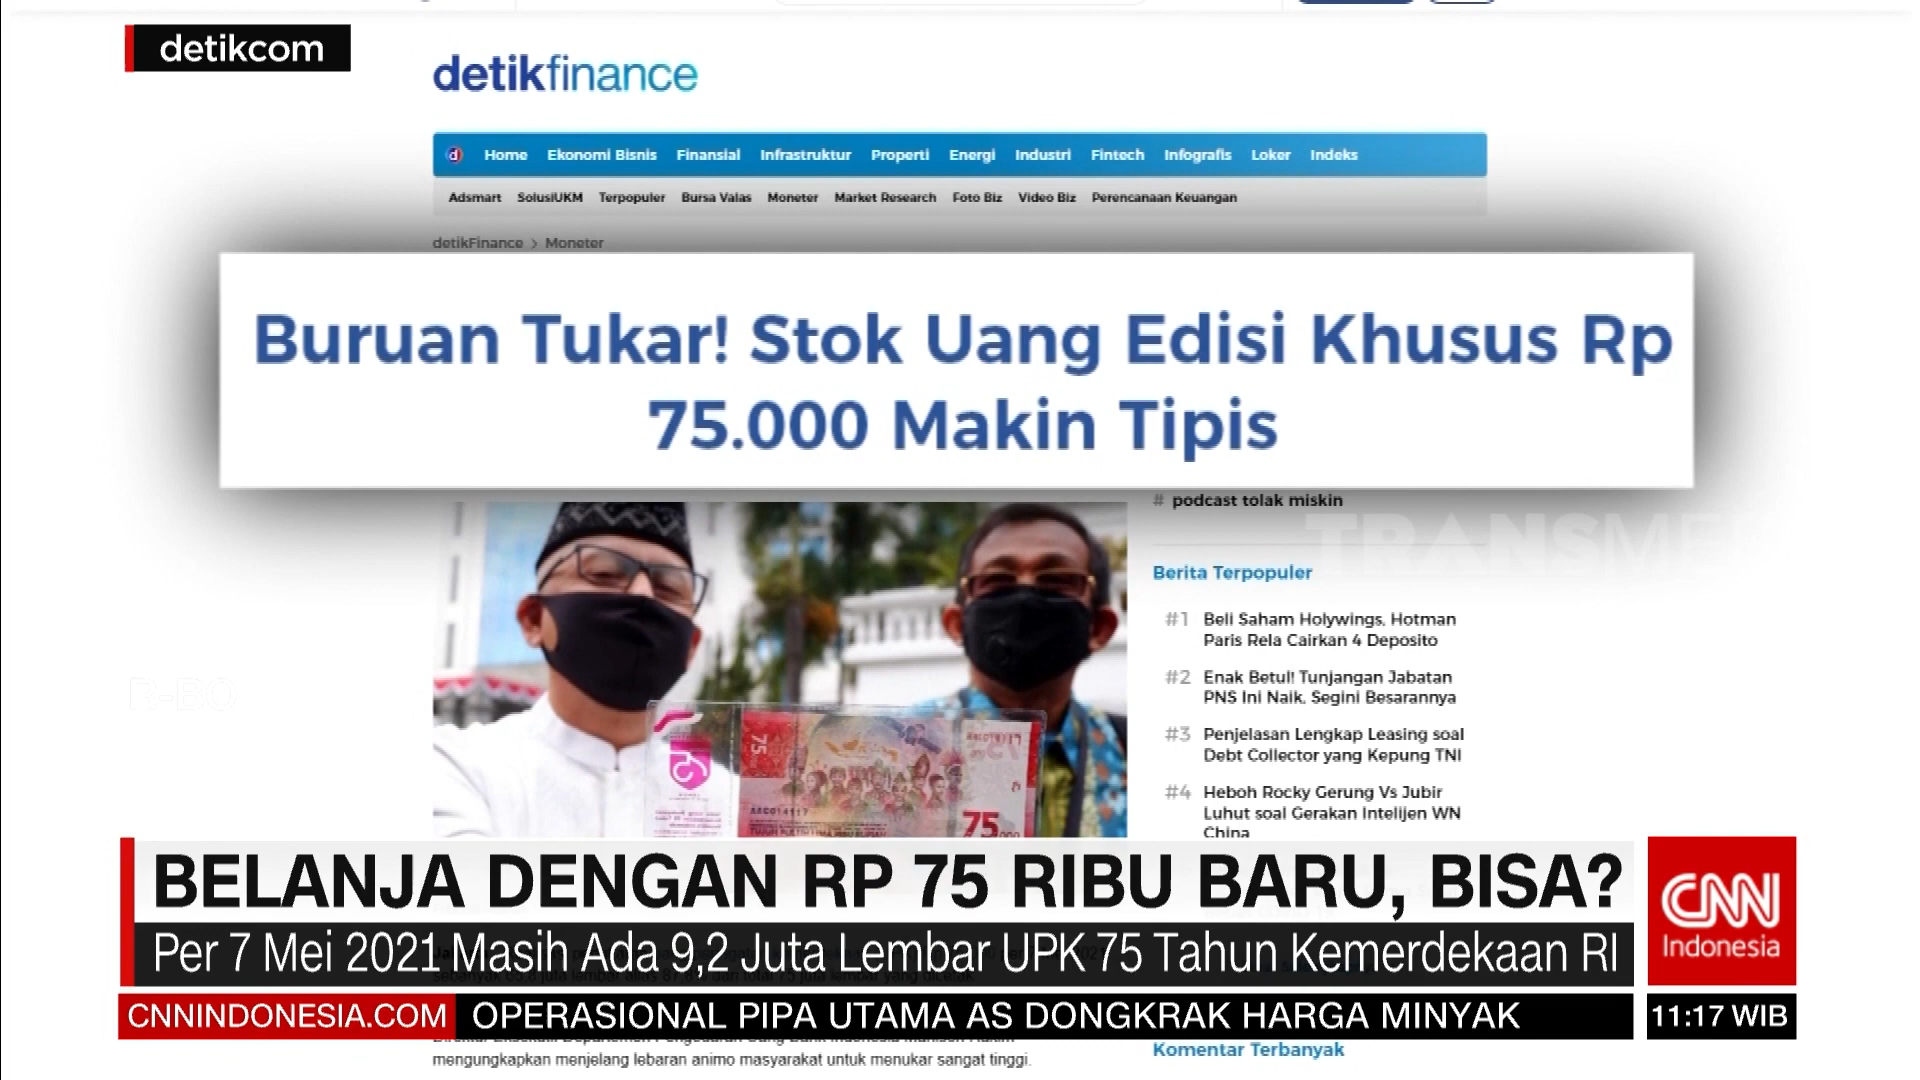 detikcom
detikfinance
Home Ekonomi Bisnis Finansial Infrastruktur Properti Energi Industri Fintech Infografis Loker Indeks
Adsmart SolusiUKM Terpopuler Bursa Valas Moneter Market Research Foto Biz Video Biz Perencanaan Keuangan
detikFinance > Moneter
Buruan Tukar! Stok Uang Edisi Khusus Rp
75.000 Makin Tipis
# podcast tolak miskin
TRANSME
Berita Terpopuler
#1 Beli Saham Holywings, Hotman
Paris Rela Cairkan 4 Deposito
#2 Enak Betul! Tunjangan Jabatan
PNS Ini Naik, Segini Besarannya
#3 Penjelasan Lengkap Leasing soal
Debt Collector yang Kepung TNI
#4 Heboh Rocky Gerung Vs Jubir
Luhut soal Gerakan Intelijen WN
China
R-BO
75
AAC014117
75.000
BELANJA DENGAN RP 75 RIBU BARU, BISA?
Per 7 Mei 2021 Masih Ada 9,2 Juta Lembar UPK 75 Tahun Kemerdekaan RI
CNN
Indonesia
CNNINDONESIA.COM OPERASIONAL PIPA UTAMA AS DONGKRAK HARGA MINYAK
11:17 WIB
mengungkapkan menjelang lebaran animo masyarakat untuk menukar sangat tinggi.
Komentar Terbanyak